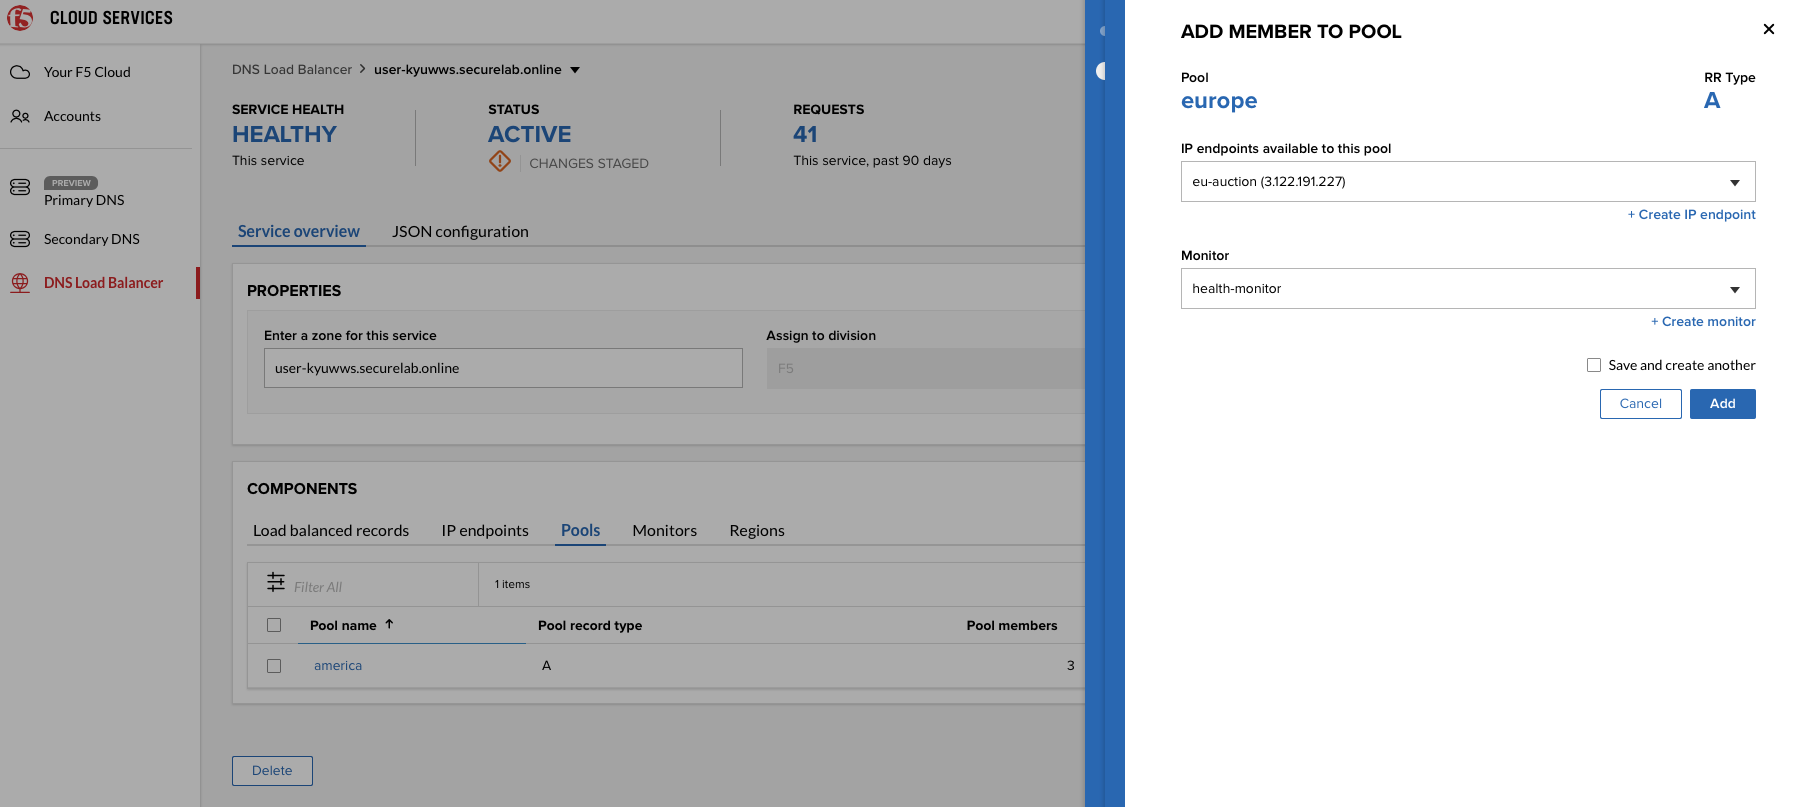 CLOUD SERVICES
Your F5 Cloud
Accounts
PREVIEW
Primary DNS
Secondary DNS
DNS Load Balancer
DNS Load Balancer > user-kyuwws.securelab.online
SERVICE HEALTH
HEALTHY
This service
STATUS
ACTIVE
CHANGES STAGED
REQUESTS
41
This service, past 90 days
Service overview
JSON configuration
PROPERTIES
Enter a zone for this service
user-kyuwws.securelab.online
Assign to division
F5
COMPONENTS
Load balanced records
IP endpoints
Pools
Monitors
Regions
Filter All
1 items
Pool name ↑
Pool record type
Pool members
america
A
3
Delete
ADD MEMBER TO POOL
Pool
europe
RR Type
A
IP endpoints available to this pool
eu-auction (3.122.191.227)
+ Create IP endpoint
Monitor
health-monitor
+ Create monitor
Save and create another
Cancel
Add